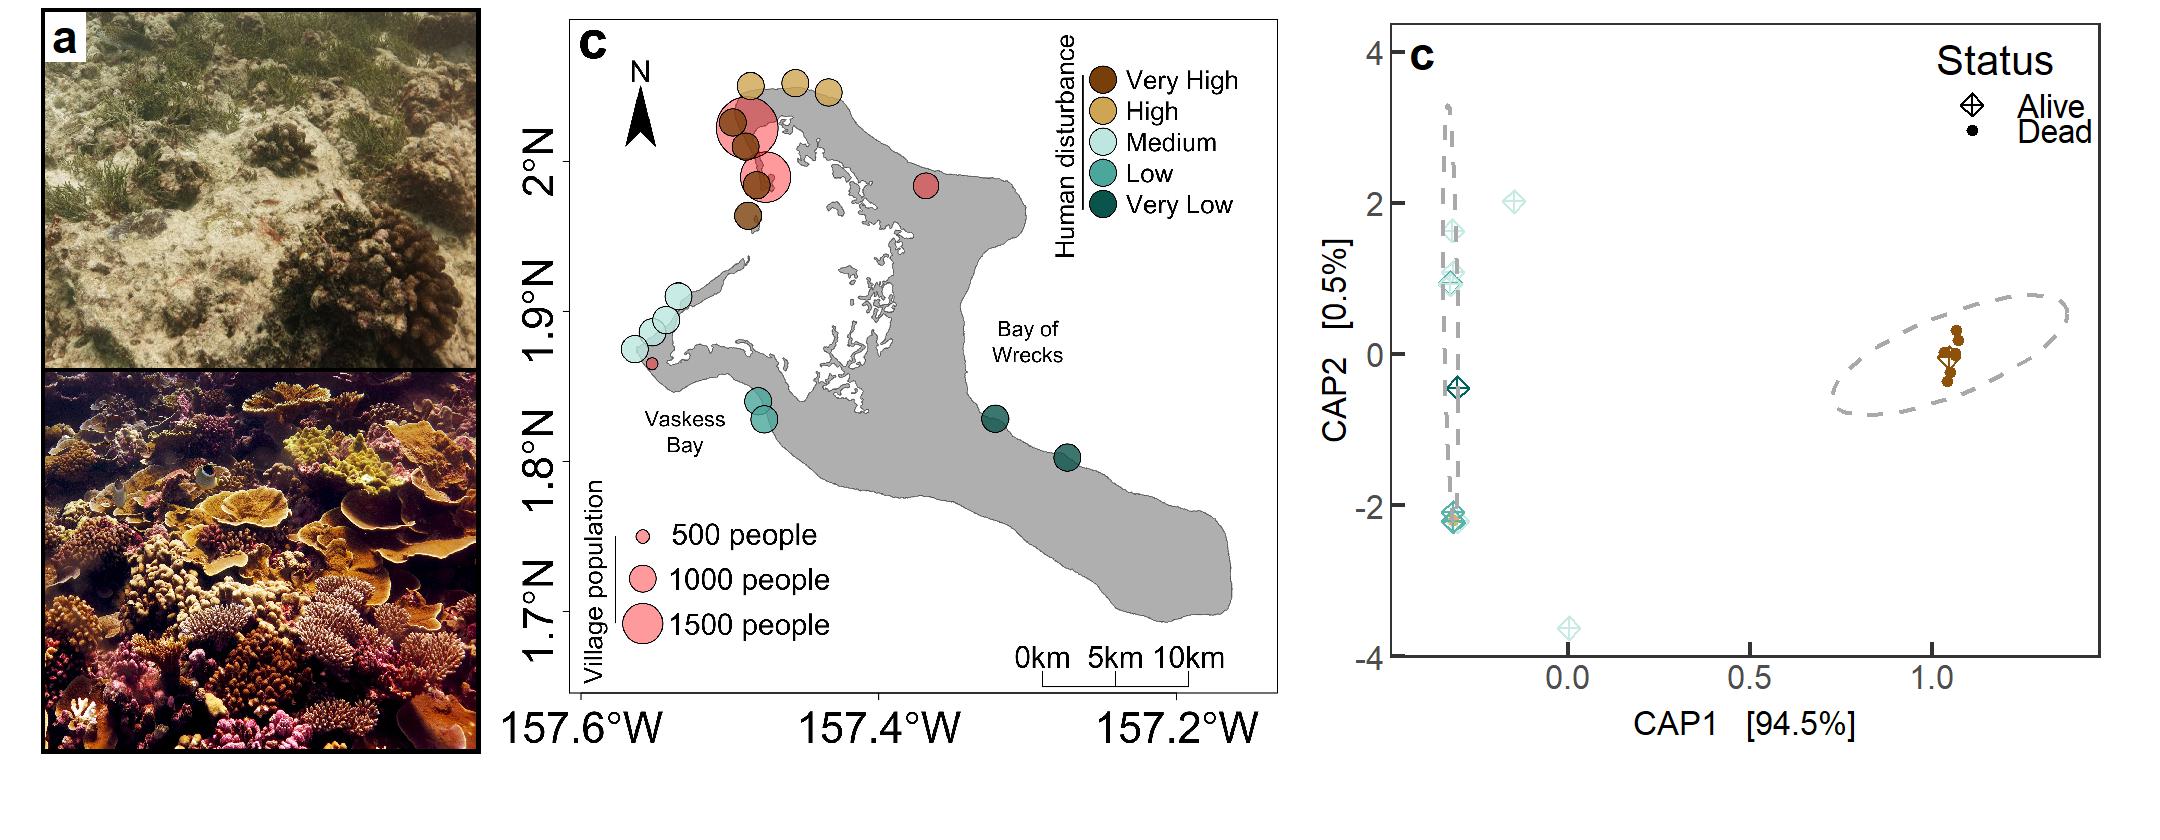 a
c
N
Human disturbance
Very High
High
Medium
Low
Very Low
2°N
1.9°N
1.8°N
1.7°N
Bay of
Wrecks
Vaskess
Bay
Village population
500 people
1000 people
1500 people
0km 5km 10km
157.6°W 157.4°W 157.2°W
c
Status
Alive
Dead
4
2
0
-2
-4
CAP2 [0.5%]
0.0 0.5 1.0
CAP1 [94.5%]